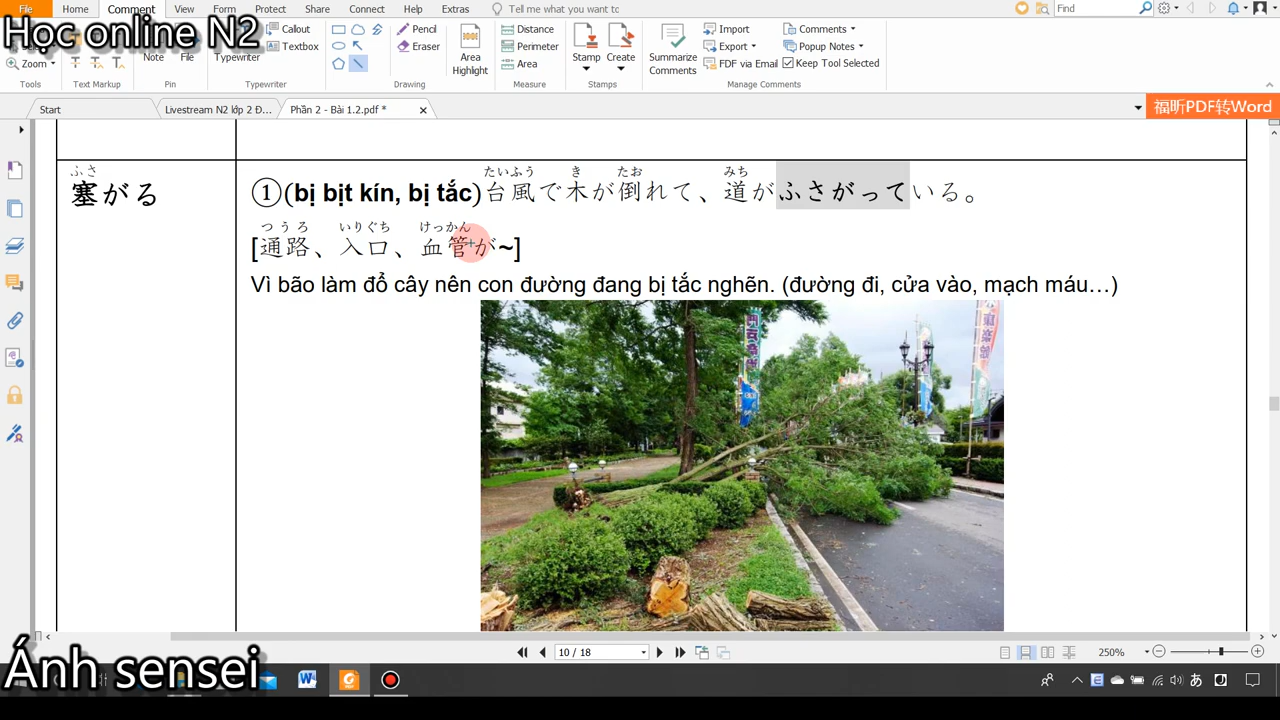 File Home Comment View Form Protect Share Connect Help Extras Tell me what you want tc Find
Học online N2
Callout Pencil Distance Import Comments
Textbox Eraser Perimeter Export Popup Notes
Zoom Typewriter Note File Typewriter Area Highlight Area Stamp Create Summarize Comments FDF via Email Keep Tool Selected
Tools Text Markup Typewriter Drawing Measure Stamps Manage Comments
Start Livestream N2 lớp 2 Đ... Phần 2 - Bài 1.2.pdf * 福昕PDF转Word
ふさ たいふう き たお みち
塞がる ①(bị bịt kín, bị tắc)台風で木が倒れて、道がふさがっている。
つうろ いりぐち けっかん
[通路、入口、血管が~]
Vì bão làm đổ cây nên con đường đang bị tắc nghẽn. (đường đi, cửa vào, mạch máu…)
10 / 18 250%
Ánh sensei
あ